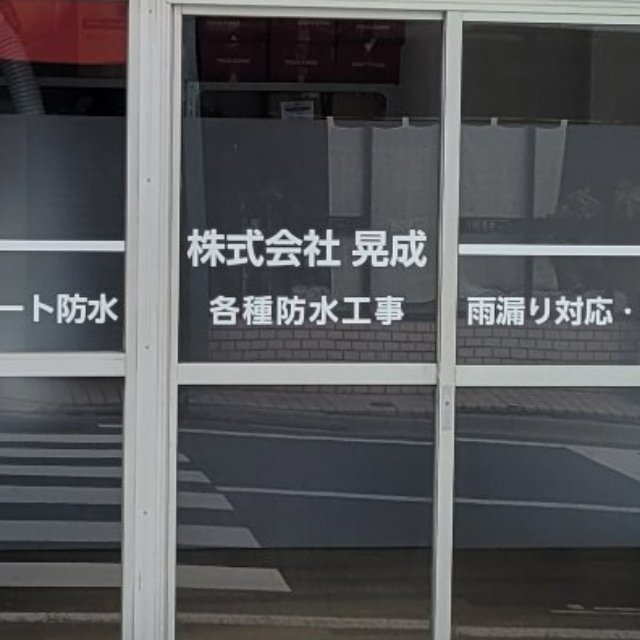 株式会社 晃成
ート防水
各種防水工事
雨漏り対応・